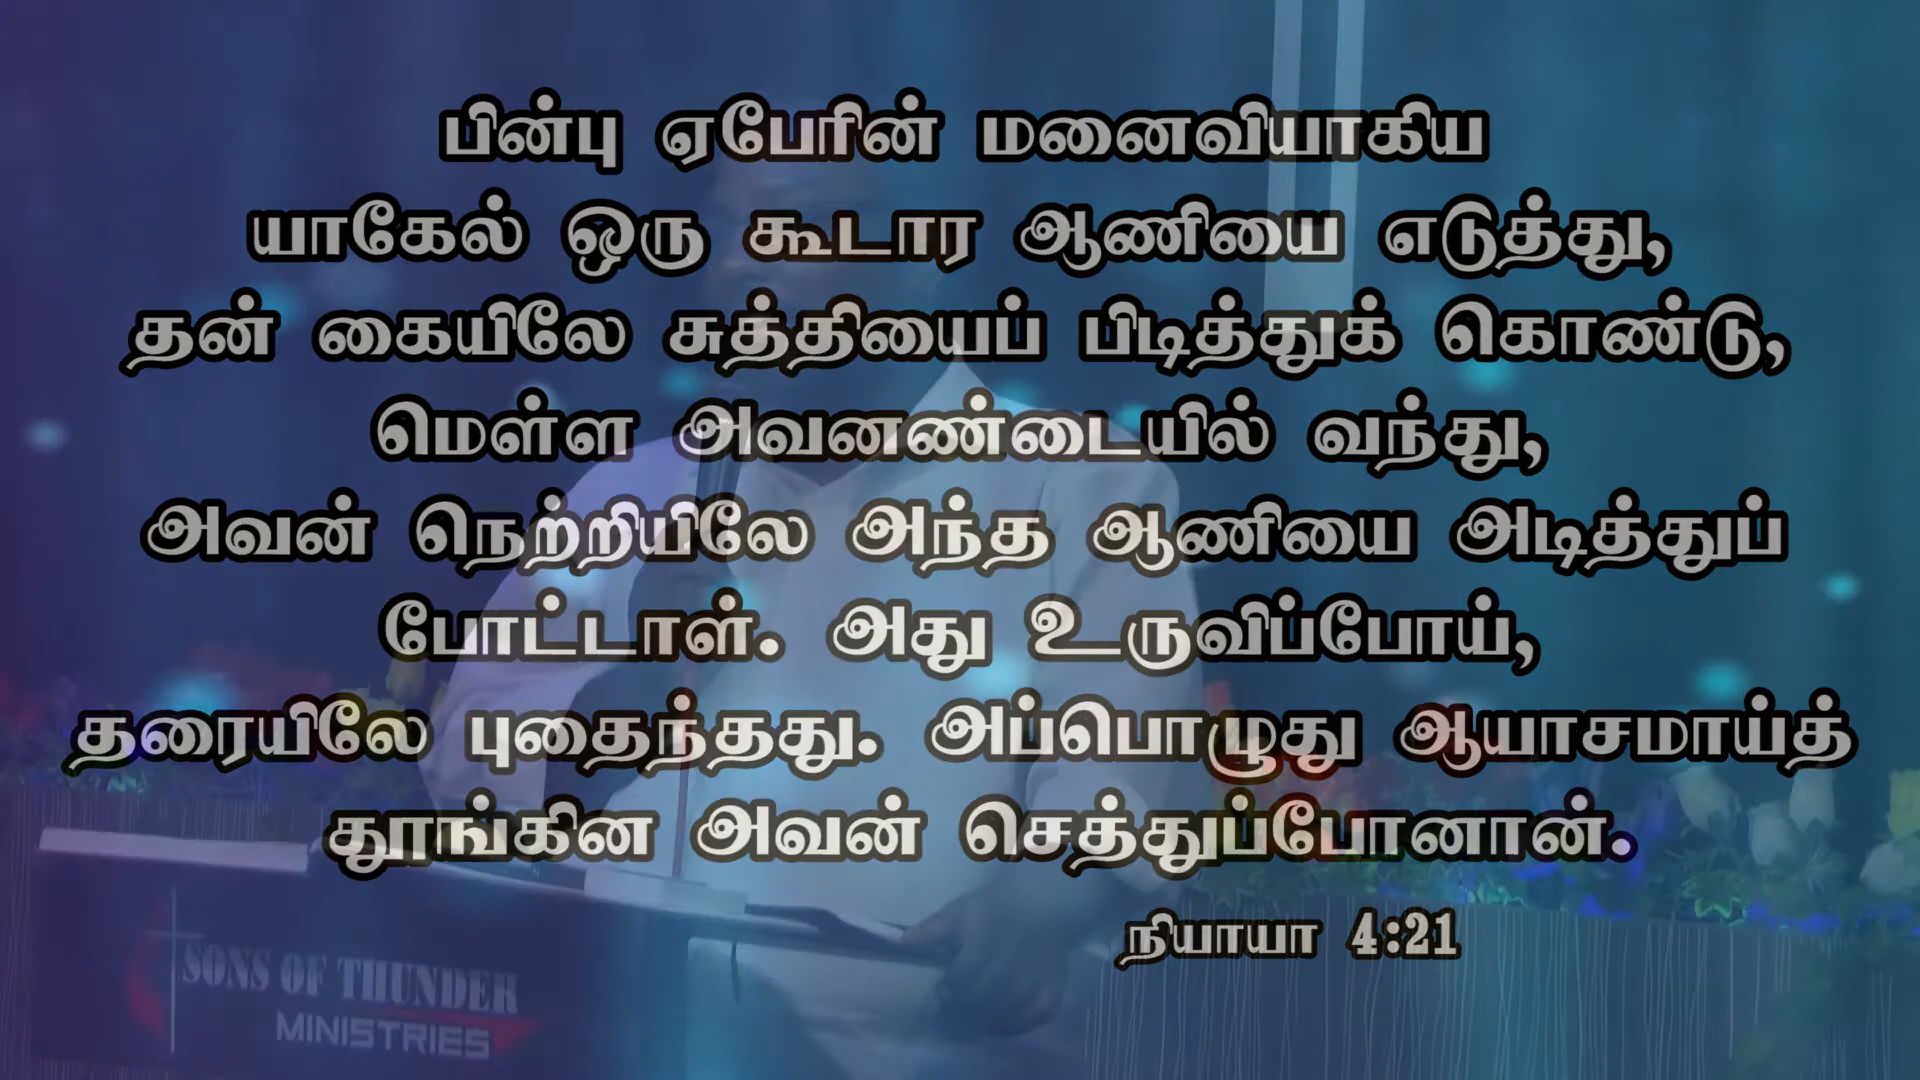 பின்பு ஏபேரின் மனைவியாகிய
யாகேல் ஒரு கூடார ஆணியை எடுத்து,
தன் கையிலே சுத்தியைப் பிடித்துக் கொண்டு,
மெள்ள அவனண்டையில் வந்து,
அவன் நெற்றியிலே அந்த ஆணியை அடித்துப்
போட்டாள். அது உருவிப்போய்,
தரையிலே புதைந்தது. அப்பொழுது ஆயாசமாய்த்
தூங்கின அவன் செத்துப்போனான்.
நியாயா 4:21
SONS OF THUNDER
MINISTRIES